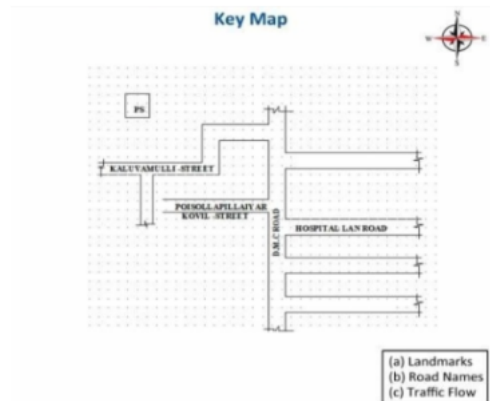 Key Map
N
W
E
S
PS
KALUVAMULLI -STREET
POISOLLAPILLAIYAR
KOVIL -STREET
D.M.C ROAD
HOSPITAL LAN ROAD
(a) Landmarks
(b) Road Names
(c) Traffic Flow